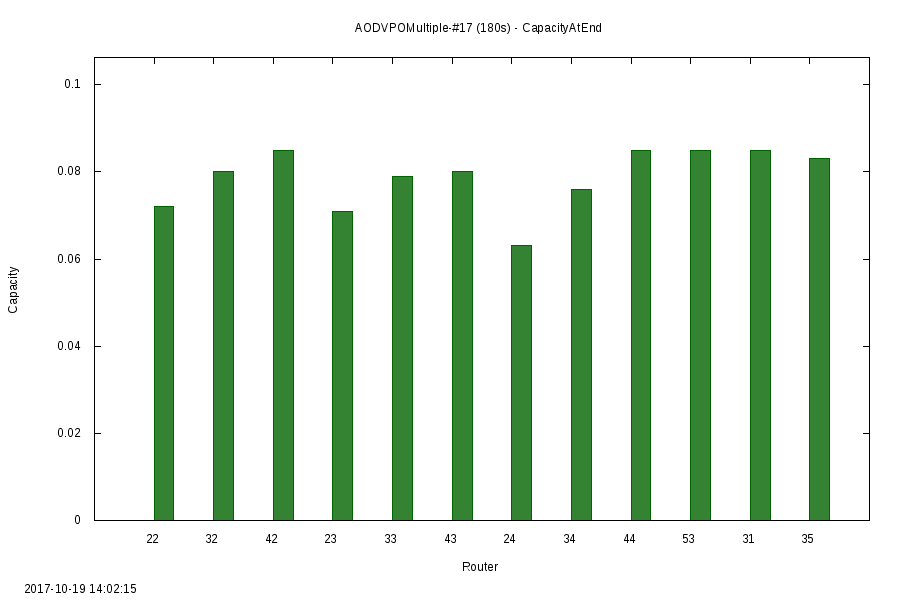 AODVPOMultiple-#17 (180s) - CapacityAtEnd
0.1
0.08
0.06
0.04
0.02
0
Capacity
22 32 42 23 33 43 24 34 44 53 31 35
Router
2017-10-19 14:02:15